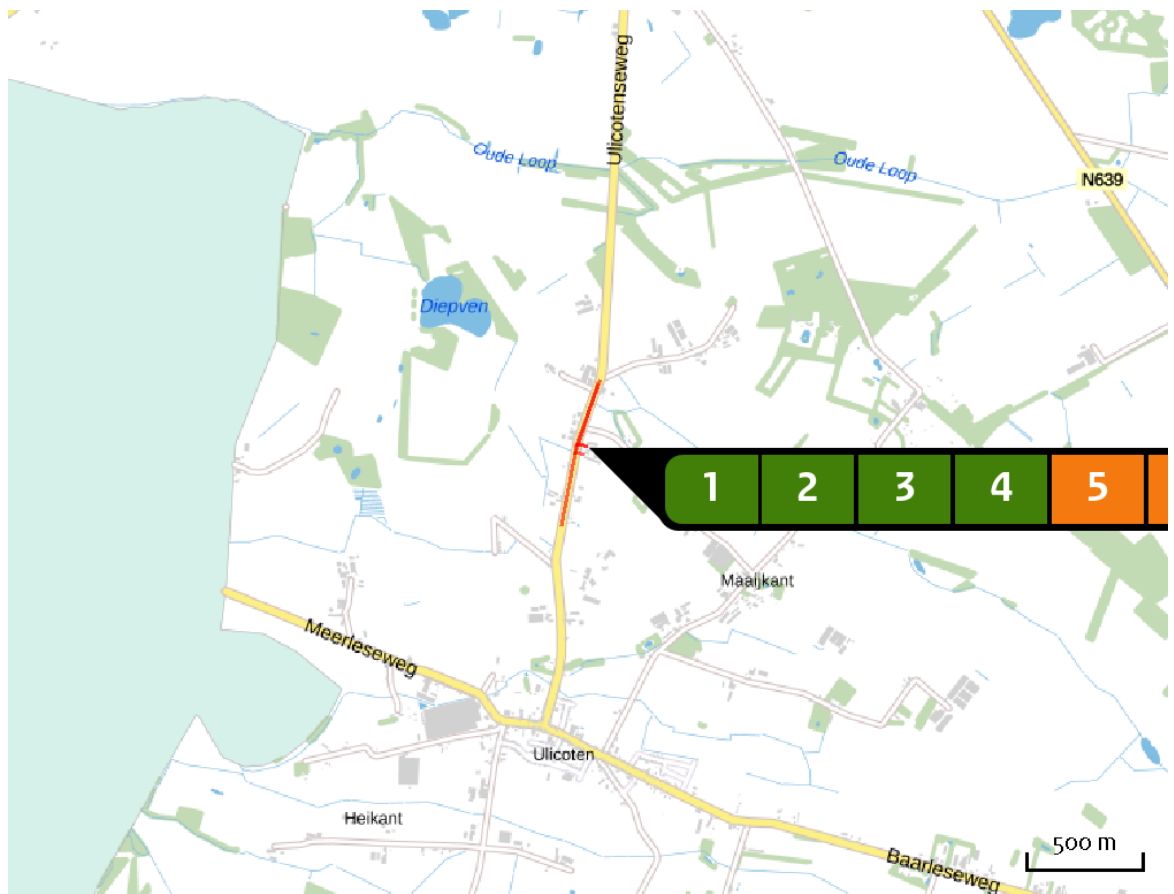 Ulicotenseweg
Oude Loop
Oude Loop
N639
Diepven
1 2 3 4 5
Maaijkant
Meerleseweg
Ulicoten
Heikant
500 m
Baarleseweg